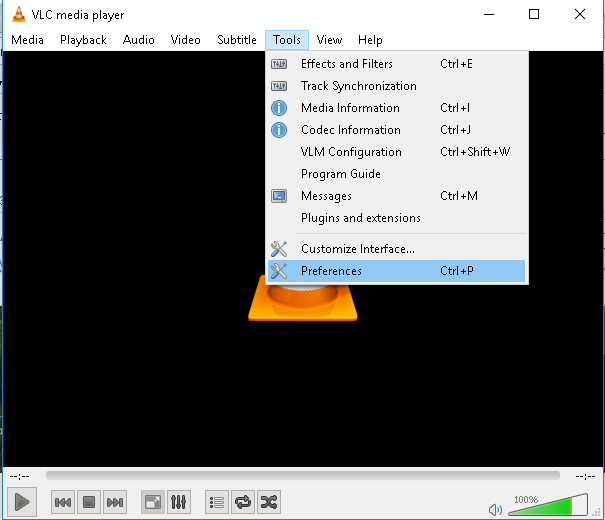 VLC media player
Media Playback Audio Video Subtitle Tools View Help
Effects and Filters Ctrl+E
Track Synchronization
Media Information Ctrl+I
Codec Information Ctrl+J
VLM Configuration Ctrl+Shift+W
Program Guide
Messages Ctrl+M
Plugins and extensions
Customize Interface...
Preferences Ctrl+P
--:-- --:--
100%